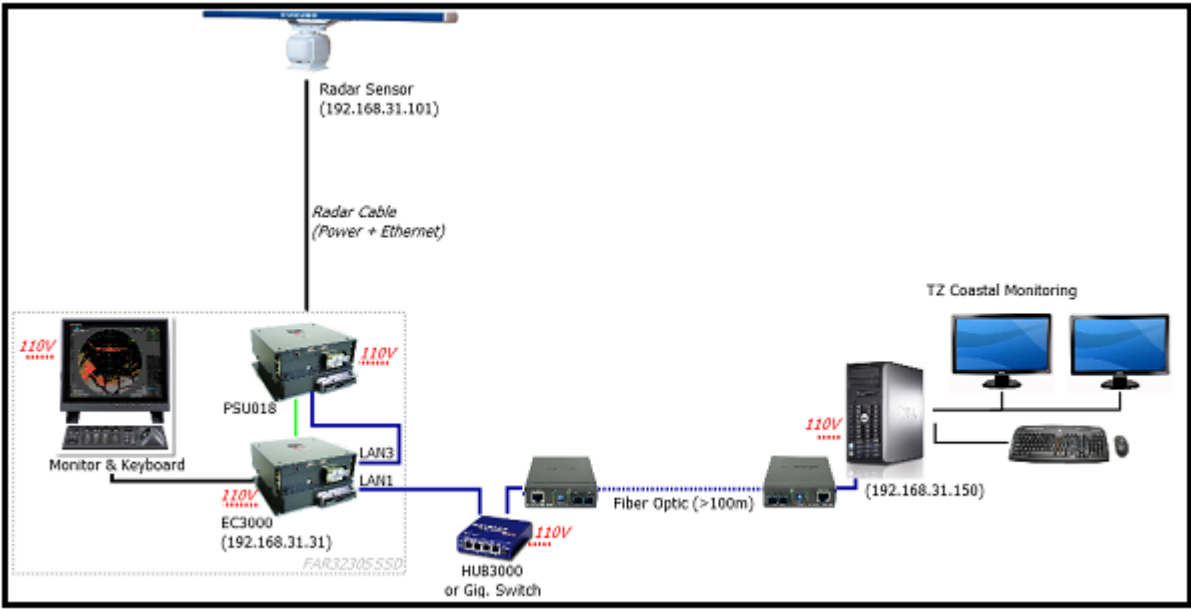 Radar Sensor
(192.168.31.101)
Radar Cable
(Power + Ethernet)
TZ Coastal Monitoring
110V
110V
PSU018
110V
Monitor & Keyboard
LAN3
LAN1
110V
(192.168.31.150)
Fiber Optic (>100m)
EC3000
(192.168.31.31)
110V
FAR3230SSSD
HUB3000
or Gig. Switch